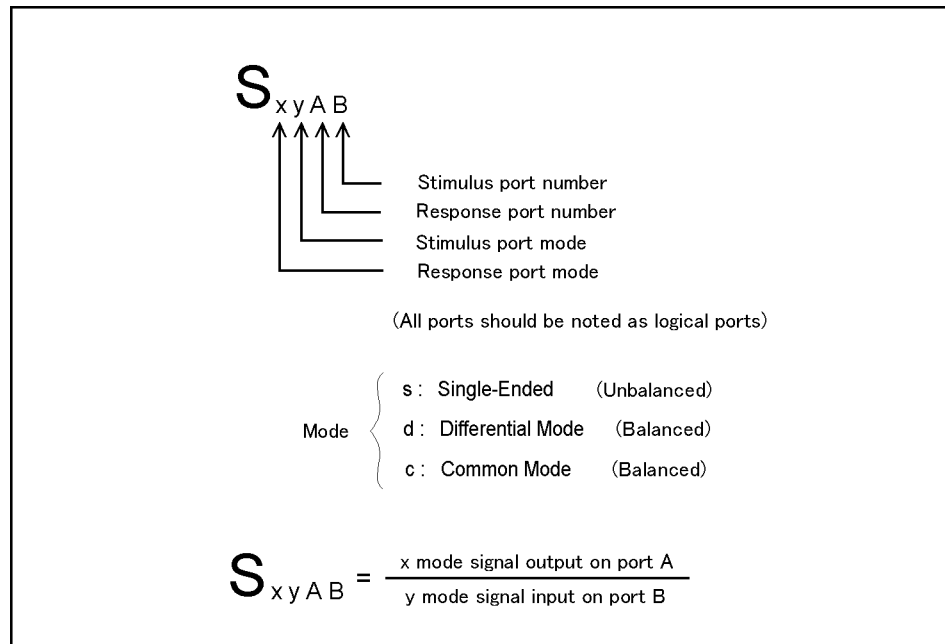 S x y A B
Stimulus port number
Response port number
Stimulus port mode
Response port mode
(All ports should be noted as logical ports)
s : Single-Ended (Unbalanced)
Mode d : Differential Mode (Balanced)
c : Common Mode (Balanced)
x mode signal output on port A
S x y A B =
y mode signal input on port B